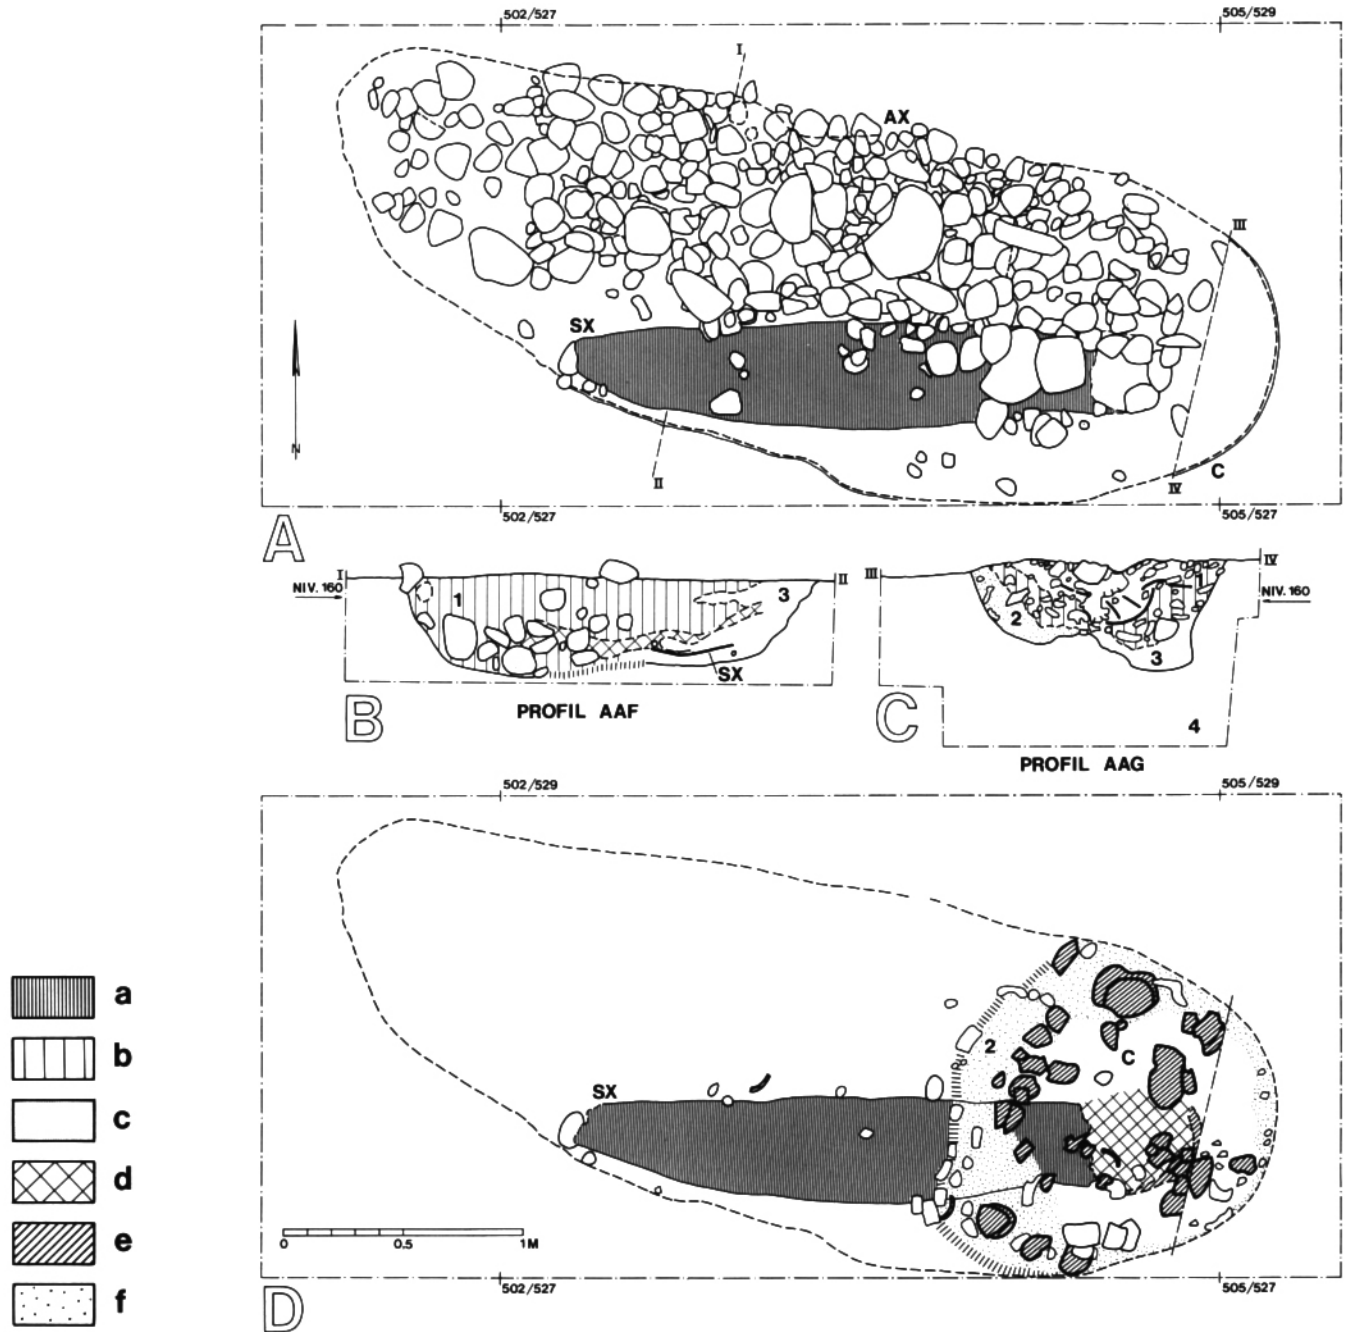 502/527
505/529
I
AX
III
SX
N
II
IV
C
502/527
505/527
A
I
II
III
IV
NIV. 160
1
3
2
1
NIV. 160
3
SX
4
B
PROFIL AAF
C
PROFIL AAG
502/529
505/529
a
b
c
d
e
f
2
C
SX
0
0.5
1M
502/527
505/527
D